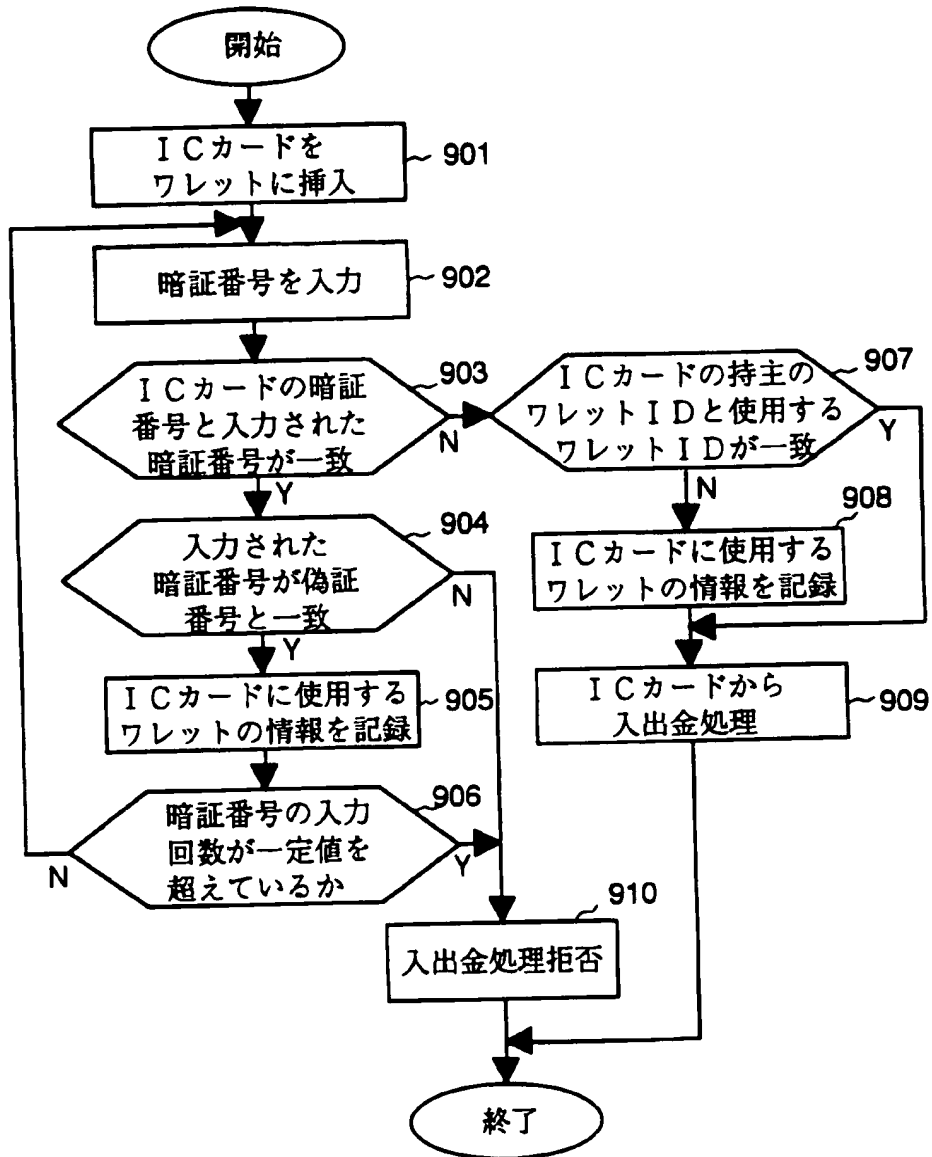 開始
ICカードを
ワレットに挿入
901
暗証番号を入力
902
ICカードの暗証
番号と入力された
暗証番号が一致
903
N
Y
ICカードの持主の
ワレットIDと使用する
ワレットIDが一致
907
Y
N
入力された
暗証番号が偽証
番号と一致
904
N
Y
ICカードに使用する
ワレットの情報を記録
908
ICカードに使用する
ワレットの情報を記録
905
ICカードから
入出金処理
909
暗証番号の入力
回数が一定値を
超えているか
906
N
Y
入出金処理拒否
910
終了